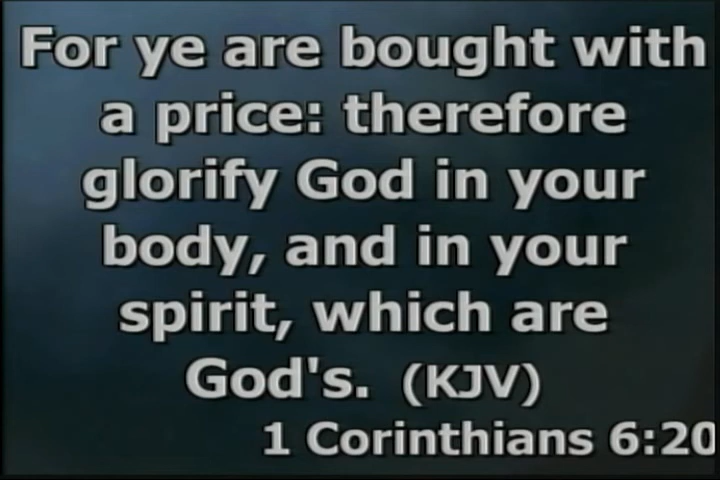 For ye are bought with
a price: therefore
glorify God in your
body, and in your
spirit, which are
God's. (KJV)
1 Corinthians 6:20